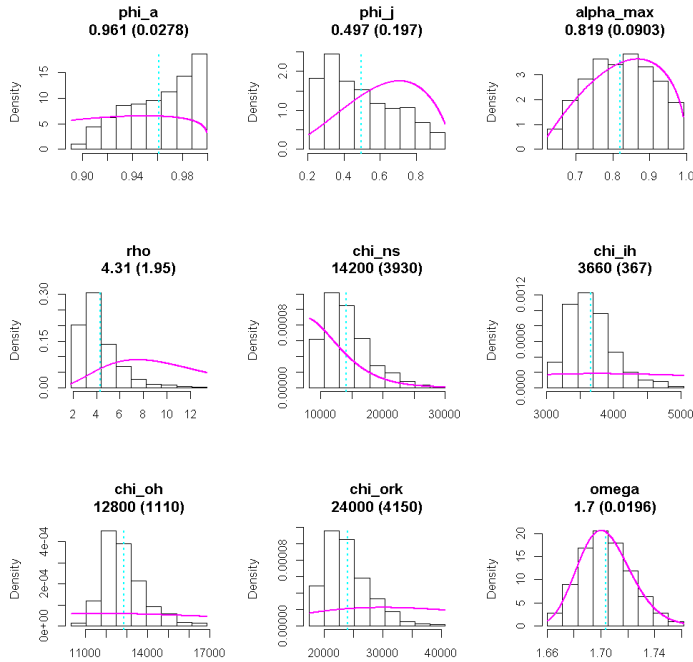 phi_a
0.961 (0.0278)
Density
0 5 10 15
0.90 0.94 0.98
phi_j
0.497 (0.197)
Density
0.0 1.0 2.0
0.2 0.4 0.6 0.8
alpha_max
0.819 (0.0903)
Density
0 1 2 3
0.7 0.8 0.9 1.0
rho
4.31 (1.95)
Density
0.00 0.15 0.30
2 4 6 8 10 12
chi_ns
14200 (3930)
Density
0.00000 0.00008
10000 20000 30000
chi_ih
3660 (367)
Density
0.0000 0.0006 0.0012
3000 4000 5000
chi_oh
12800 (1110)
Density
0e+00 2e-04 4e-04
11000 14000 17000
chi_ork
24000 (4150)
Density
0.00000 0.00008
20000 30000 40000
omega
1.7 (0.0196)
Density
0 5 10 15 20
1.66 1.70 1.74